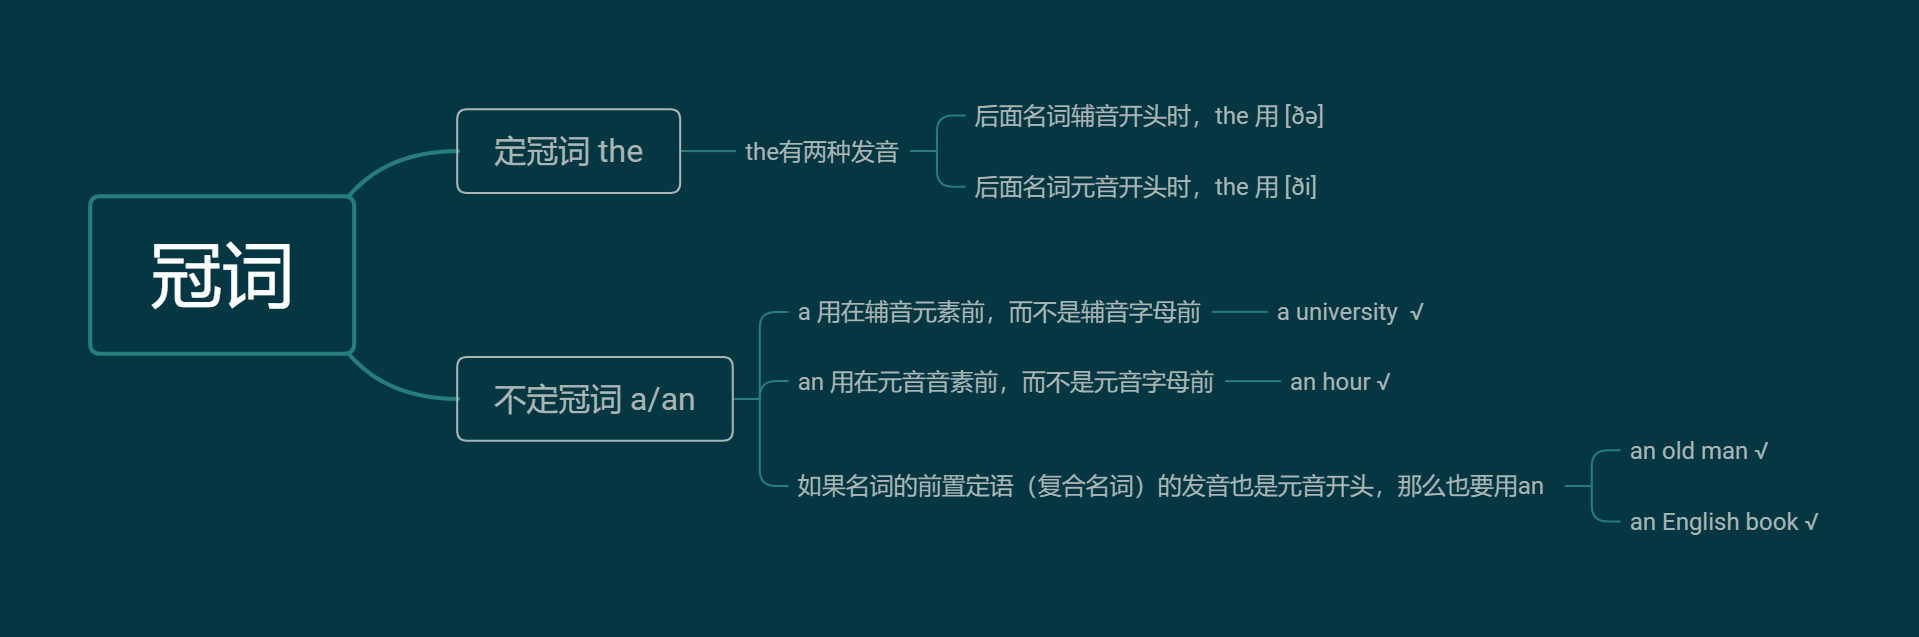 冠词
定冠词 the
the有两种发音
后面名词辅音开头时，the 用 [ðə]
后面名词元音开头时，the 用 [ði]
不定冠词 a/an
a 用在辅音元素前，而不是辅音字母前
a university √
an 用在元音音素前，而不是元音字母前
an hour √
如果名词的前置定语（复合名词）的发音也是元音开头，那么也要用an
an old man √
an English book √